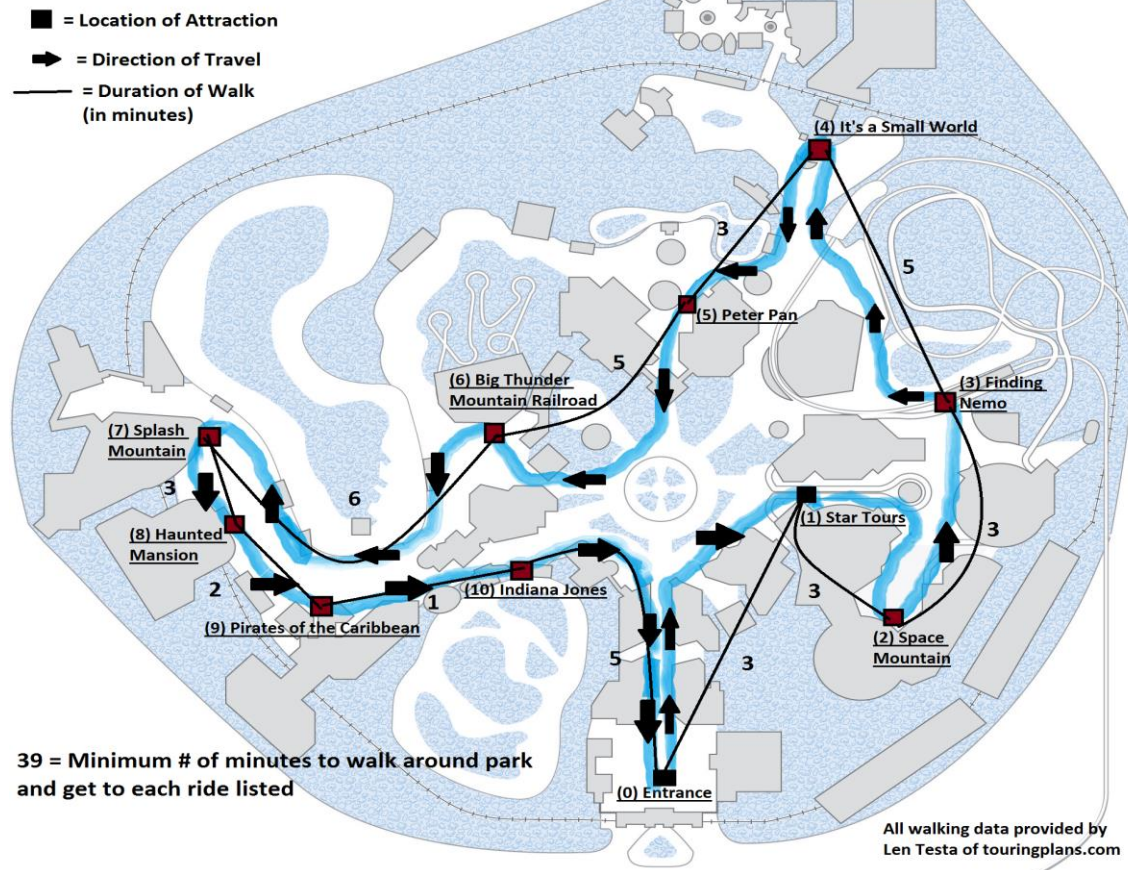 = Location of Attraction
= Direction of Travel
= Duration of Walk
(in minutes)
(4) It's a Small World
3
5
(5) Peter Pan
5
(6) Big Thunder
Mountain Railroad
(3) Finding
Nemo
(7) Splash
Mountain
3
6
(1) Star Tours
3
(8) Haunted
Mansion
2
(10) Indiana Jones
3
1
(9) Pirates of the Caribbean
(2) Space
Mountain
5
3
39 = Minimum # of minutes to walk around park
and get to each ride listed
(0) Entrance
All walking data provided by
Len Testa of touringplans.com